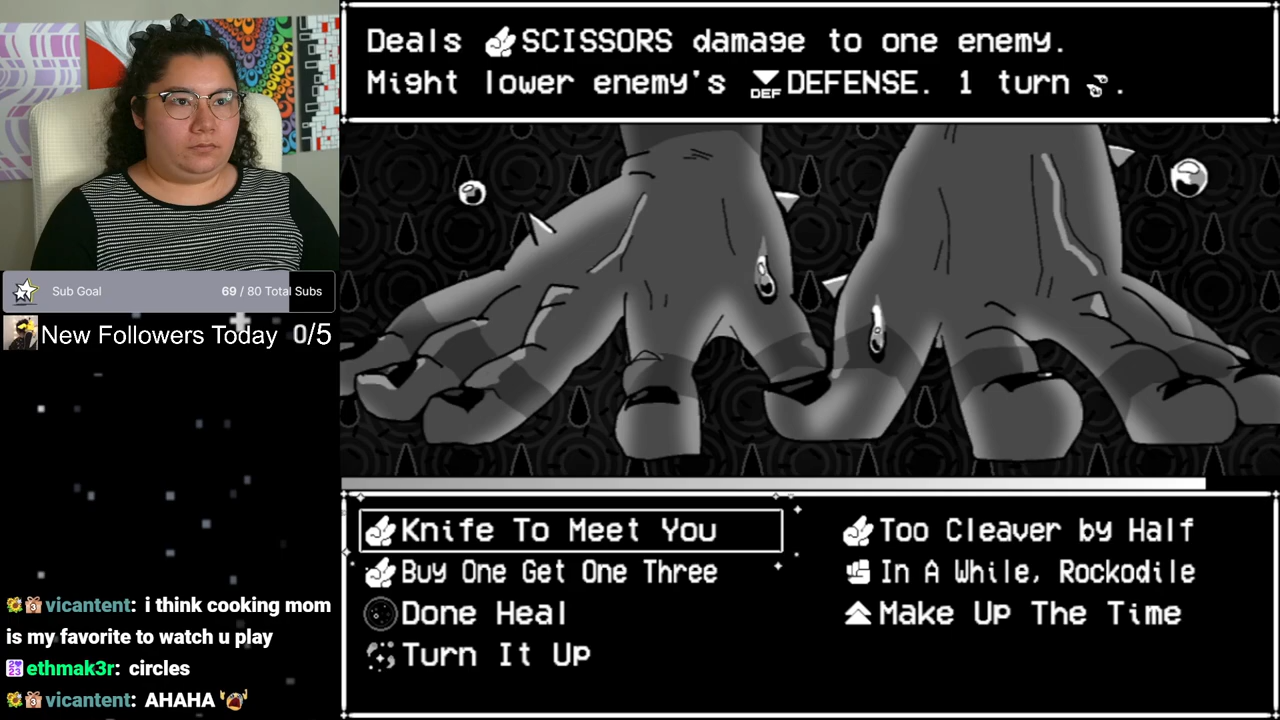 Deals SCISSORS damage to one enemy.
Might lower enemy's DEF DEFENSE. 1 turn .
Sub Goal 69 / 80 Total Subs
New Followers Today 0/5
Knife To Meet You
Too Cleaver by Half
Buy One Get One Three
In A While, Rockodile
Done Heal
Make Up The Time
Turn It Up
vicantent: i think cooking mom
is my favorite to watch u play
ethmak3r: circles
vicantent: AHAHA